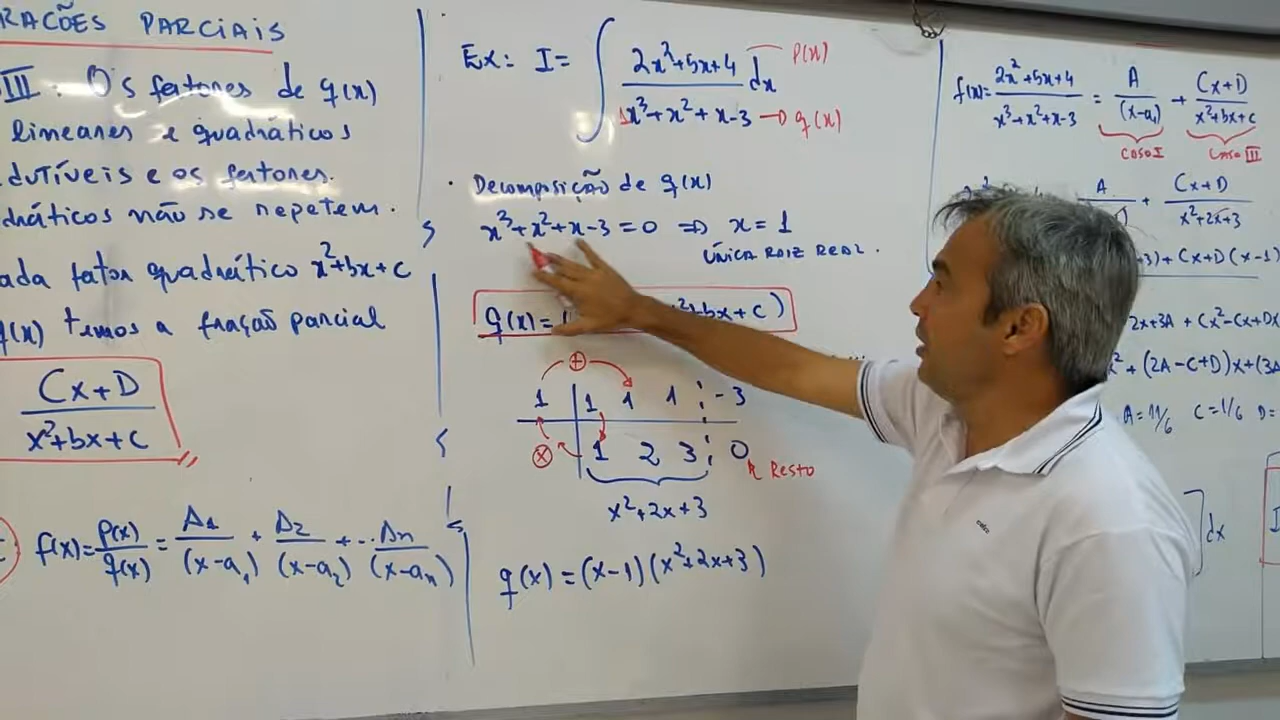 RAÇÕES PARCIAIS
III: Os fatores de q(x)
lineares e quadráticos
dutíveis e os fatores
dráticos não se repetem.
ada fator quadrático x²+bx+c
q(x) temos a fração parcial
Cx+D
x²+bx+c
f(x)= P(x)/q(x) = A1/(x-a1) + A2/(x-a2) + ... An/(x-an)
Ex: I= ∫ 2x²+5x+4 / x³+x²+x-3 dx
P(x)
q(x)
· Decomposição de q(x)
x³+x²+x-3=0 ⇒ x=1
ÚNICA RAIZ REAL.
q(x)= x²+bx+c)
+
1 1 1 1 -3
x 1 2 3 0
Resto
x²+2x+3
q(x)=(x-1)(x²+2x+3)
f(x)= 2x²+5x+4 / x³+x²+x-3 = A/(x-a1) + Cx+D / x²+bx+c
CASO I CASO III
A + Cx+D / x²+2x+3
+3)+Cx+D(x-1)
2x+3A+Cx²-Cx+Dx
x²+(2A-C+D)x+(3A
A=11/6 C=1/6 D=
]dx
I